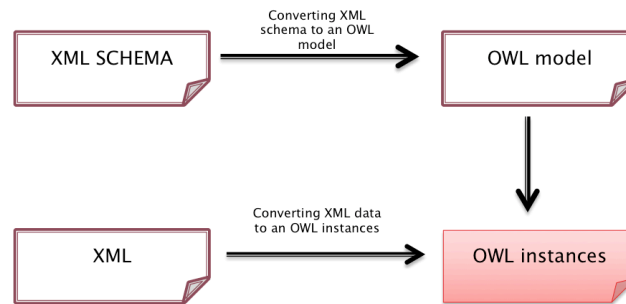 Converting XML
schema to an OWL
model
XML SCHEMA
OWL model
Converting XML data
to an OWL instances
XML
OWL instances